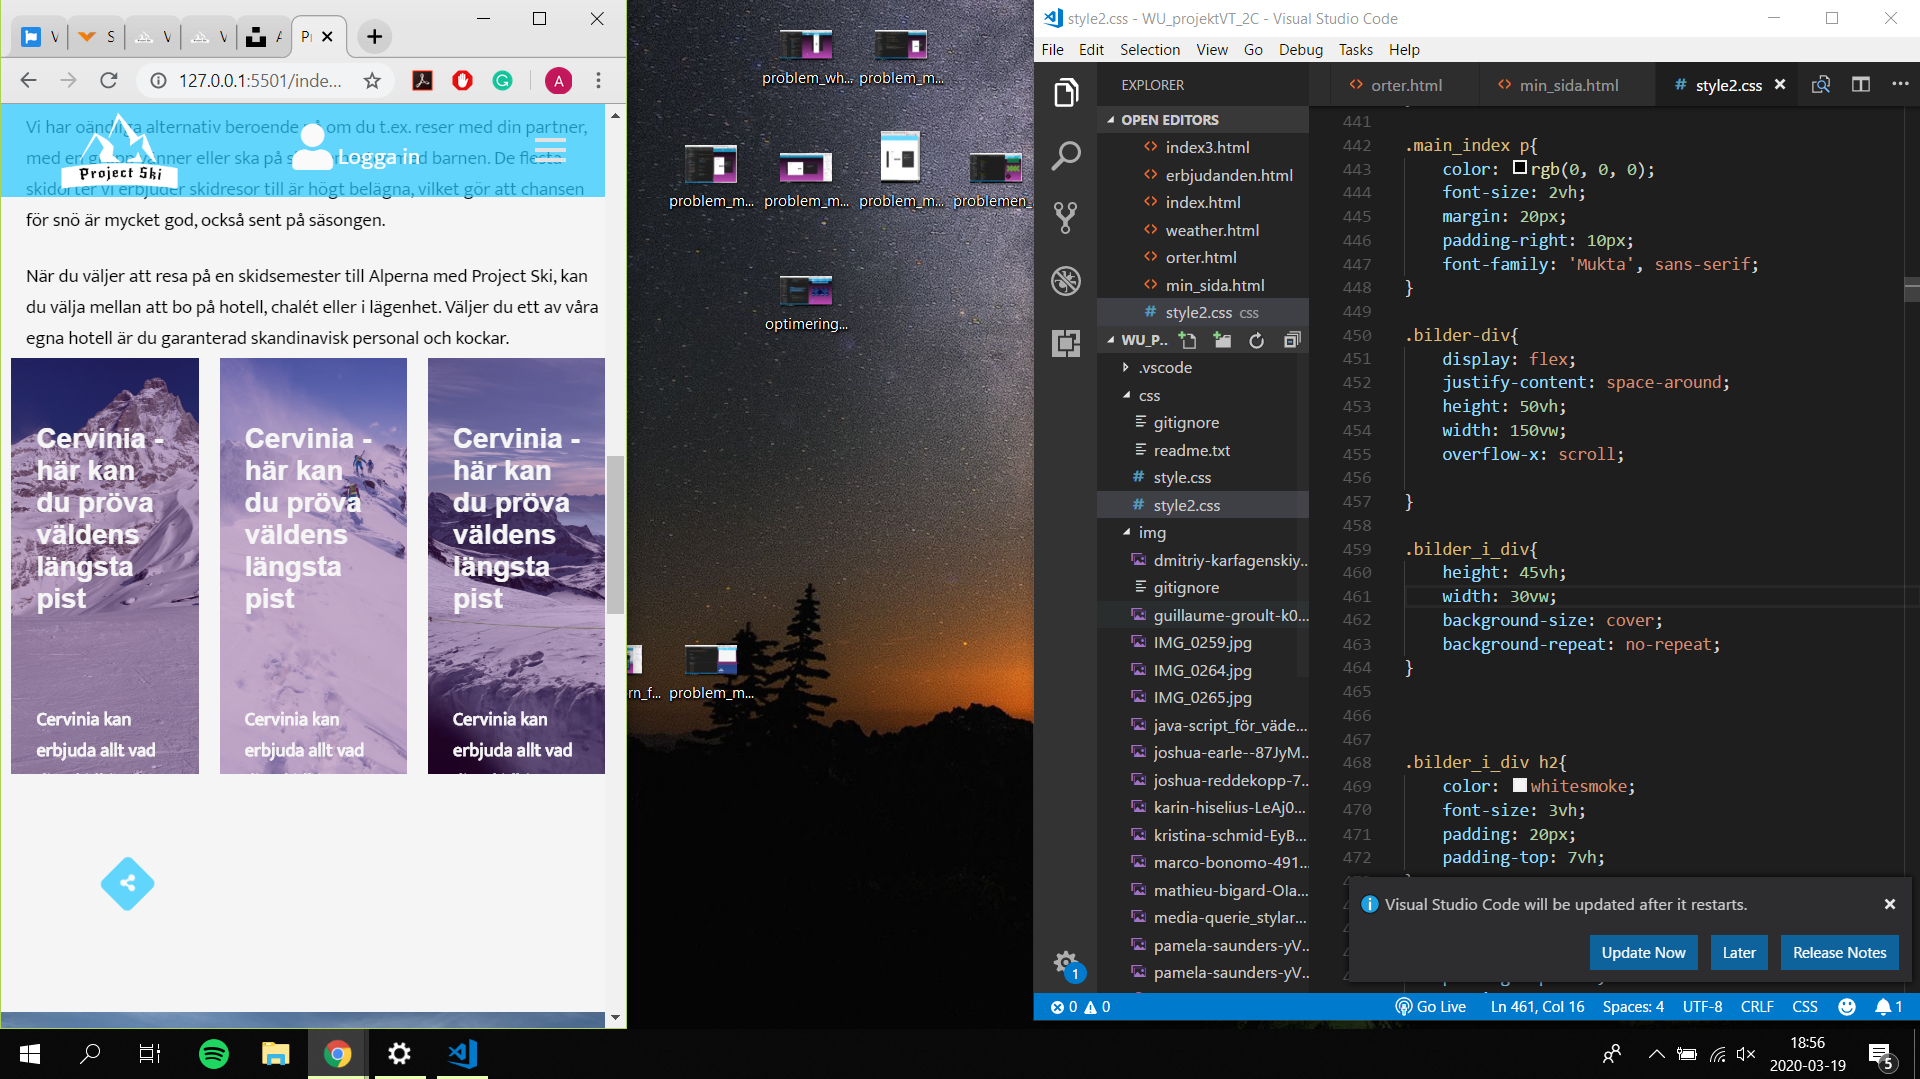 V
S
V
V
A
Pr
127.0.0.1:5501/inde...
A
Vi har oändliga alternativ beroende på om du t.ex. reser med din partner,
skidorter vi erbjuder skidresor till är högt belägna, vilket gör att chansen
för snö är mycket god, också sent på säsongen.
Project Ski
Logga in
När du väljer att resa på en skidsemester till Alperna med Project Ski, kan
du välja mellan att bo på hotell, chalét eller i lägenhet. Väljer du ett av våra
egna hotell är du garanterad skandinavisk personal och kockar.
Cervinia -
här kan
du pröva
väldens
längsta
pist
Cervinia kan
erbjuda allt vad
Cervinia -
här kan
du pröva
väldens
längsta
pist
Cervinia kan
erbjuda allt vad
Cervinia -
här kan
du pröva
väldens
längsta
pist
Cervinia kan
erbjuda allt vad
problem_wh...
problem_m...
problem_m...
problem_m...
problem_m...
problemen_
optimering...
rn_f...
problem_m...
style2.css - WU_projektVT_2C - Visual Studio Code
File Edit Selection View Go Debug Tasks Help
EXPLORER
OPEN EDITORS
index3.html
erbjudanden.html
index.html
weather.html
orter.html
min_sida.html
style2.css css
WU_P..
.vscode
css
gitignore
readme.txt
style.css
style2.css
img
dmitriy-karfagenskiy...
gitignore
guillaume-groult-k0...
IMG_0259.jpg
IMG_0264.jpg
IMG_0265.jpg
java-script_för_väde...
joshua-earle--87JyM...
joshua-reddekopp-7...
karin-hiselius-LeAj0...
kristina-schmid-EyB...
marco-bonomo-491...
mathieu-bigard-OIa...
media-querie_stylar...
pamela-saunders-yV...
pamela-saunders-yV...
orter.html
min_sida.html
style2.css
441
442 .main_index p{
443 color: rgb(0, 0, 0);
444 font-size: 2vh;
445 margin: 20px;
446 padding-right: 10px;
447 font-family: 'Mukta', sans-serif;
448 }
449
450 .bilder-div{
451 display: flex;
452 justify-content: space-around;
453 height: 50vh;
454 width: 150vw;
455 overflow-x: scroll;
456
457 }
458
459 .bilder_i_div{
460 height: 45vh;
461 width: 30vw;
462 background-size: cover;
463 background-repeat: no-repeat;
464 }
465
466
467
468 .bilder_i_div h2{
469 color: whitesmoke;
470 font-size: 3vh;
471 padding: 20px;
472 padding-top: 7vh;
Visual Studio Code will be updated after it restarts.
Update Now
Later
Release Notes
1
0 0
Go Live
Ln 461, Col 16
Spaces: 4
UTF-8
CRLF
CSS
1
18:56
2020-03-19
5